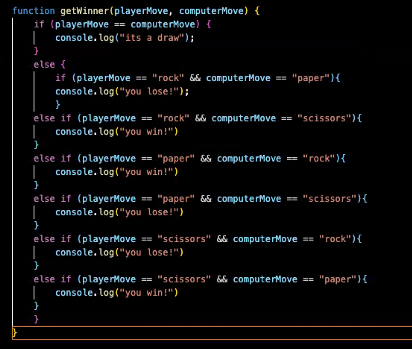 function getWinner(playerMove, computerMove) {
    if (playerMove == computerMove) {
        console.log("its a draw");
    }
    else {
        if (playerMove == "rock" && computerMove == "paper"){
        console.log("you lose!");
        }
    else if (playerMove == "rock" && computerMove == "scissors"){
        console.log("you win!")
    }
    else if (playerMove == "paper" && computerMove == "rock"){
        console.log("you win!")
    }
    else if (playerMove == "paper" && computerMove == "scissors"){
        console.log("you lose!")
    }
    else if (playerMove == "scissors" && computerMove == "rock"){
        console.log("you lose!")
    }
    else if (playerMove == "scissors" && computerMove == "paper"){
        console.log("you win!")
    }
    }
}